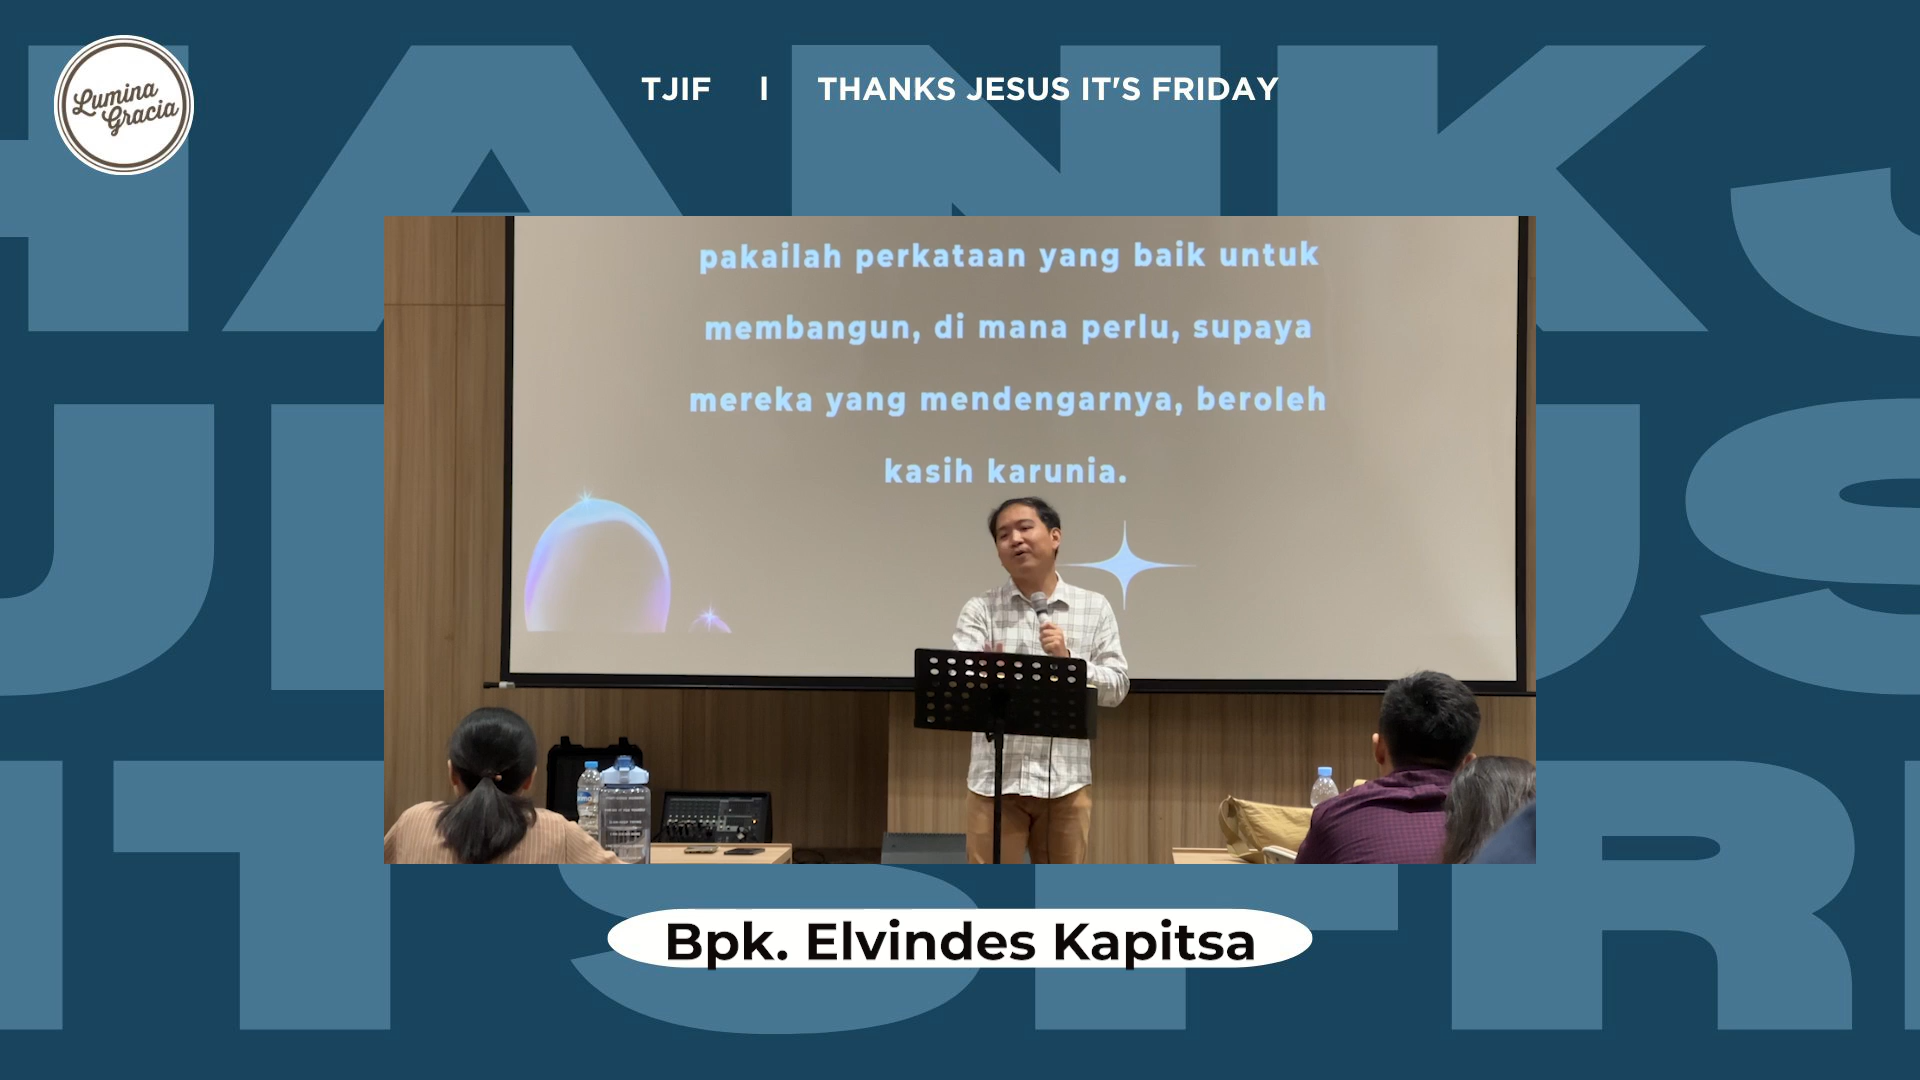 Lumina
Gracia
TJIF | THANKS JESUS IT'S FRIDAY
pakailah perkataan yang baik untuk
membangun, di mana perlu, supaya
mereka yang mendengarnya, beroleh
kasih karunia.
Bpk. Elvindes Kapitsa